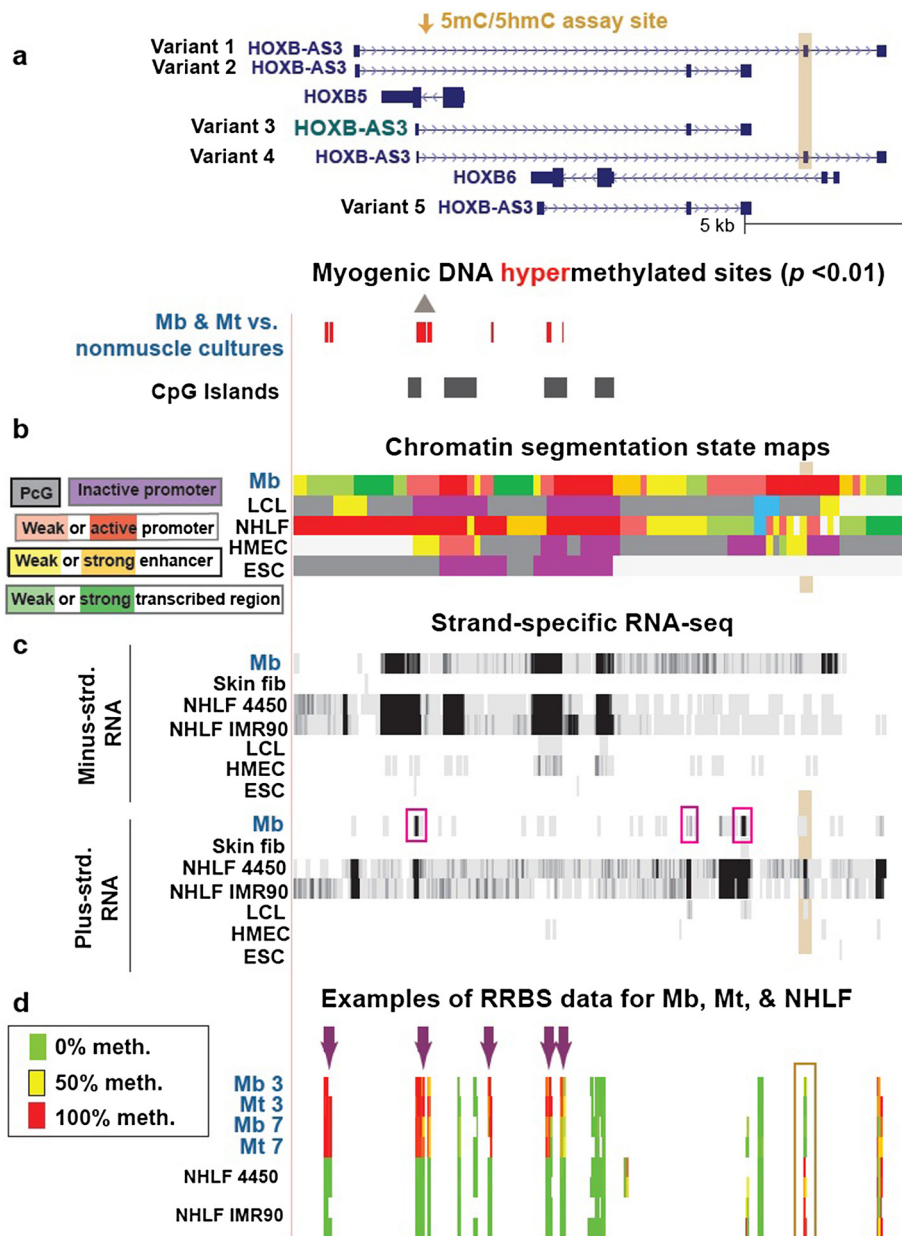 5mC/5hmC assay site
a
Variant 1 HOXB-AS3
Variant 2 HOXB-AS3
HOXB5
Variant 3 HOXB-AS3
Variant 4 HOXB-AS3
HOXB6
Variant 5 HOXB-AS3
5 kb
Myogenic DNA hypermethylated sites (p <0.01)
Mb & Mt vs.
nonmuscle cultures
CpG Islands
b
Chromatin segmentation state maps
PcG Inactive promoter
Weak or active promoter
Weak or strong enhancer
Weak or strong transcribed region
Mb
LCL
NHLF
HMEC
ESC
Strand-specific RNA-seq
c
Minus-strd.
RNA
Mb
Skin fib
NHLF 4450
NHLF IMR90
LCL
HMEC
ESC
Plus-strd.
RNA
Mb
Skin fib
NHLF 4450
NHLF IMR90
LCL
HMEC
ESC
d
Examples of RRBS data for Mb, Mt, & NHLF
0% meth.
50% meth.
100% meth.
Mb 3
Mt 3
Mb 7
Mt 7
NHLF 4450
NHLF IMR90